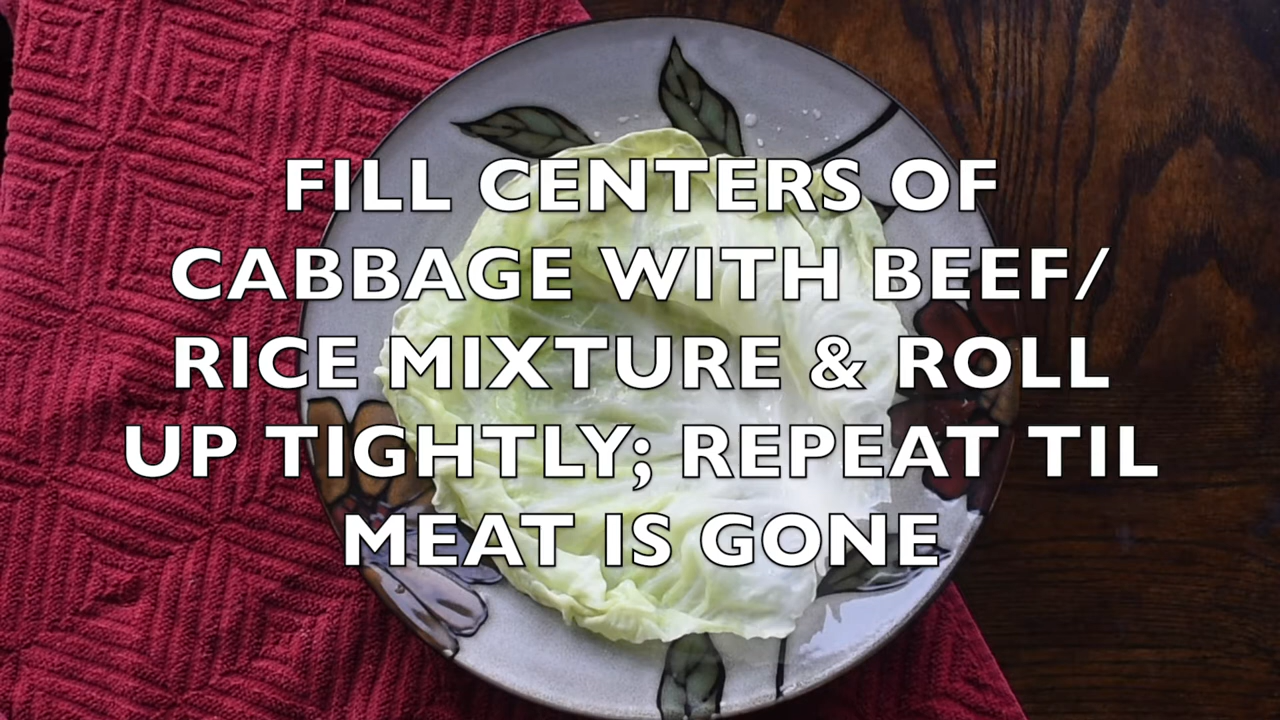 FILL CENTERS OF
CABBAGE WITH BEEF/
RICE MIXTURE & ROLL
UP TIGHTLY; REPEAT TIL
MEAT IS GONE